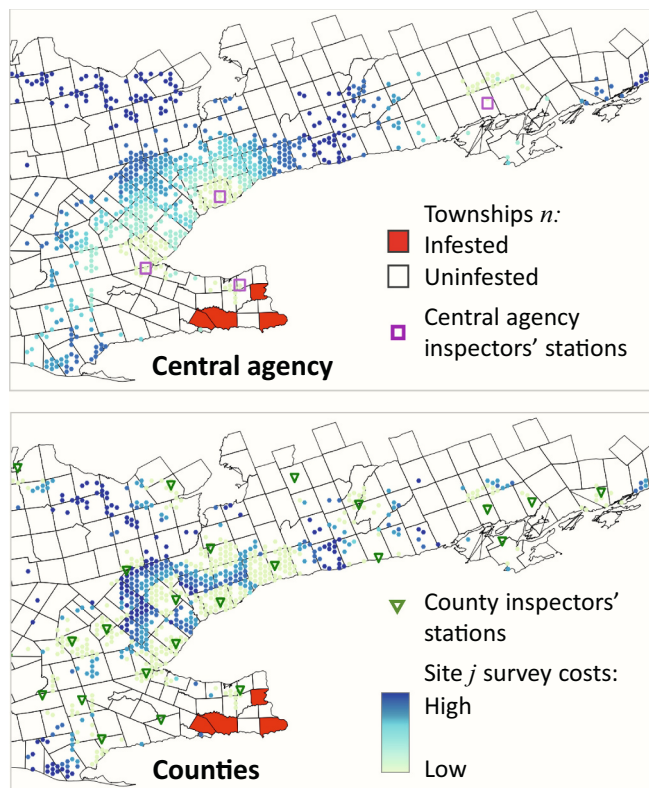 Townships n:
Infested
Uninfested
Central agency
inspectors’ stations
Central agency
County inspectors’
stations
Site j survey costs:
High
Low
Counties